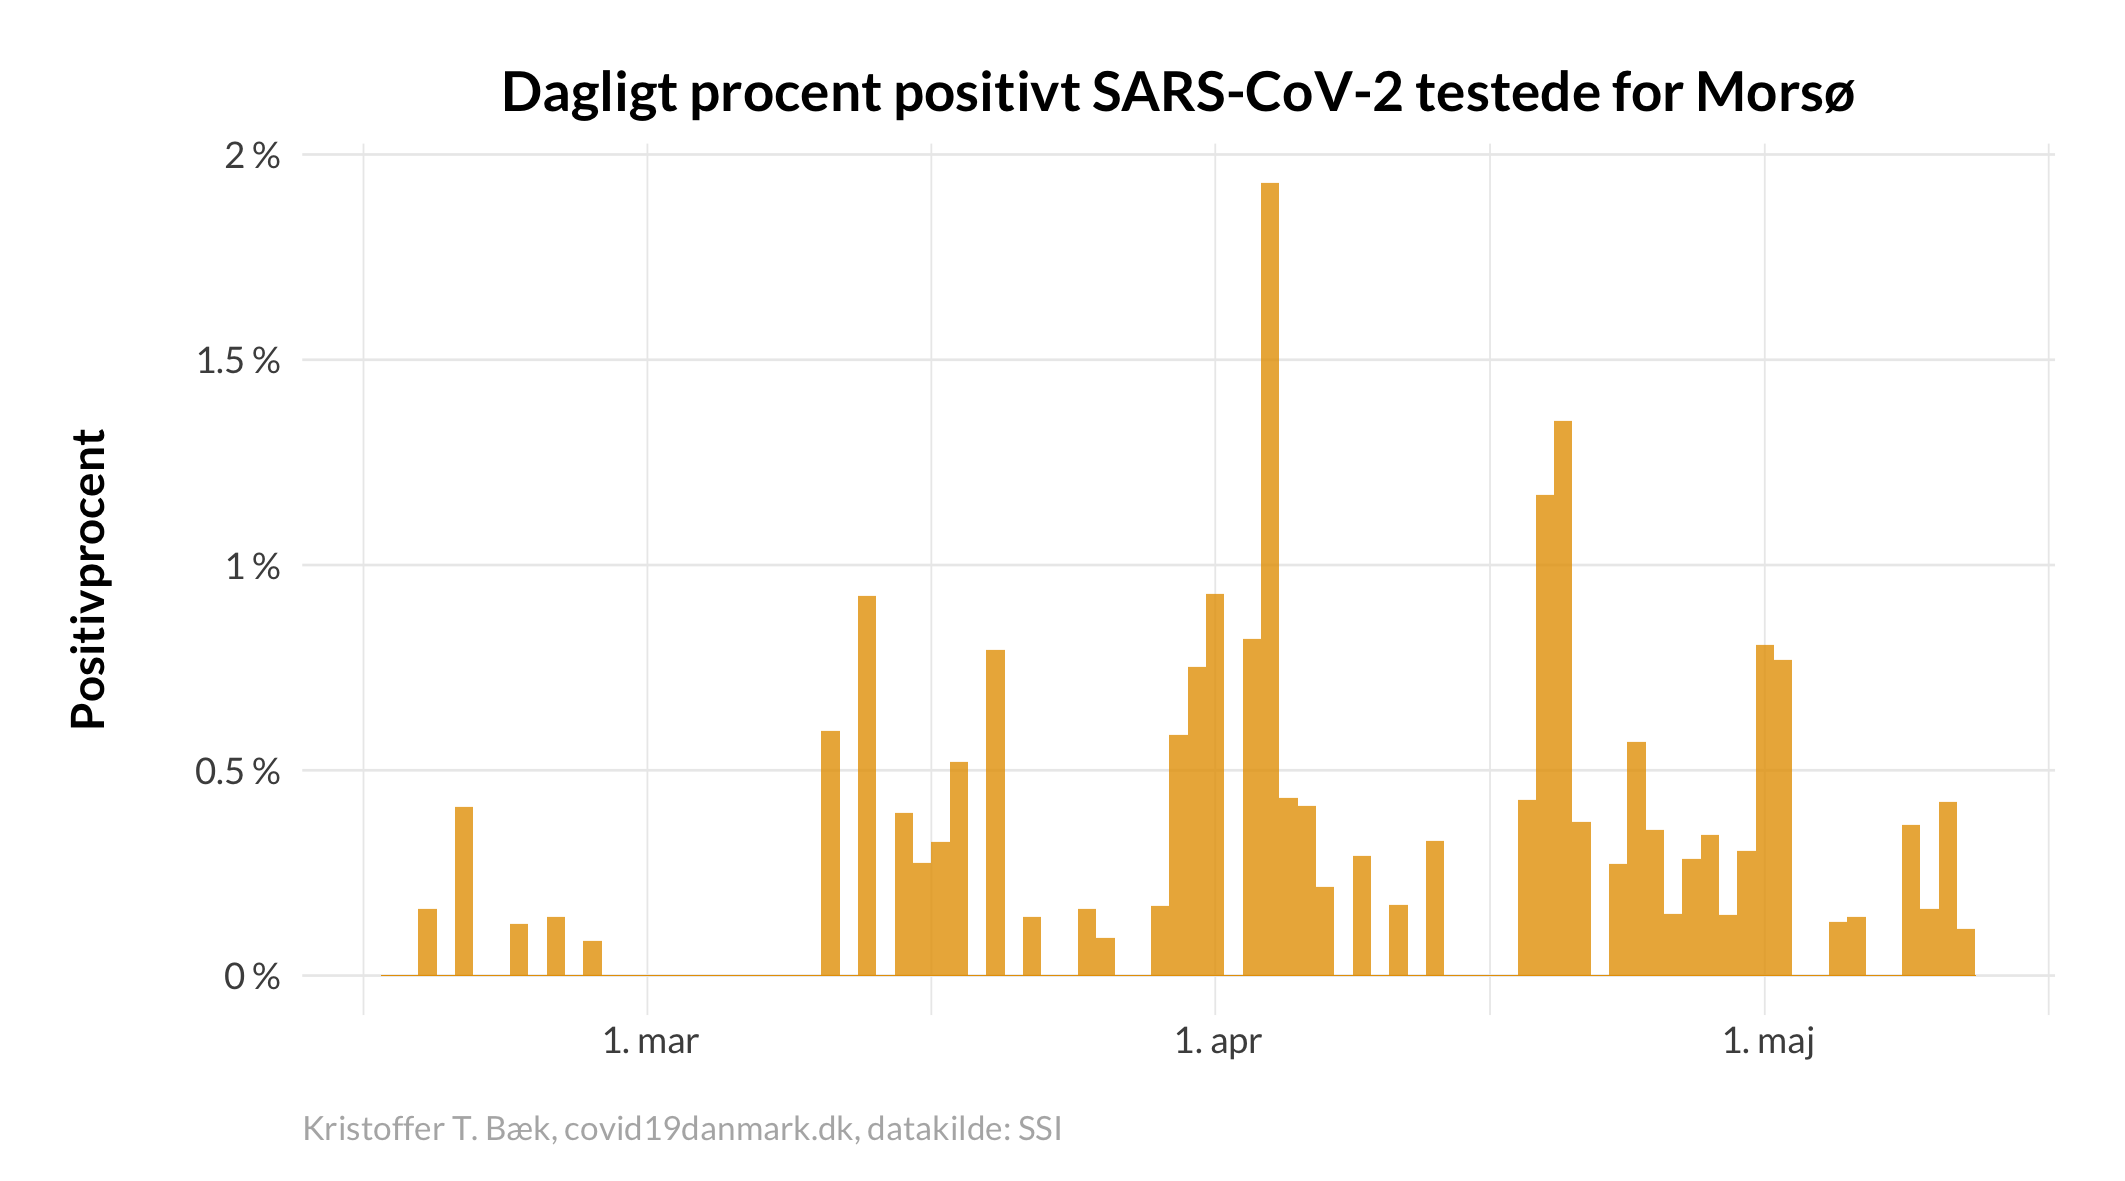 Dagligt procent positivt SARS-CoV-2 testede for Morsø
2 %
1.5 %
1 %
0.5 %
0 %
Positivprocent
1. mar
1. apr
1. maj
Kristoffer T. Bæk, covid19danmark.dk, datakilde: SSI